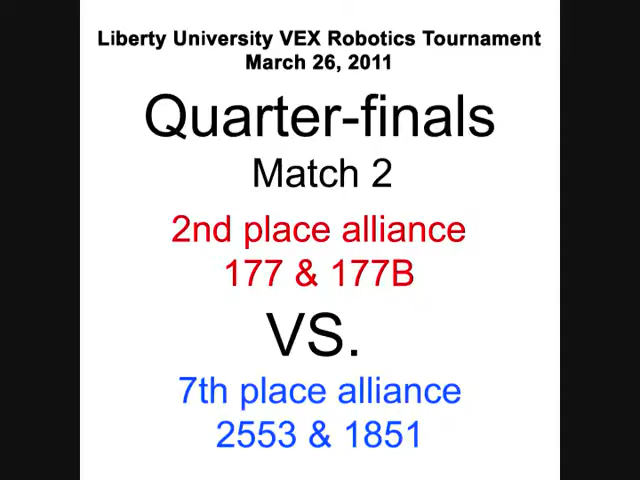 Liberty University VEX Robotics Tournament
March 26, 2011
Quarter-finals
Match 2
2nd place alliance
177 & 177B
VS.
7th place alliance
2553 & 1851